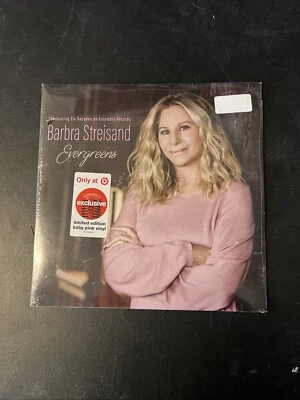 Celebrating Six Decades on Columbia Records
Barbra Streisand
Evergreens
Only at
exclusive
limited edition
baby pink vinyl